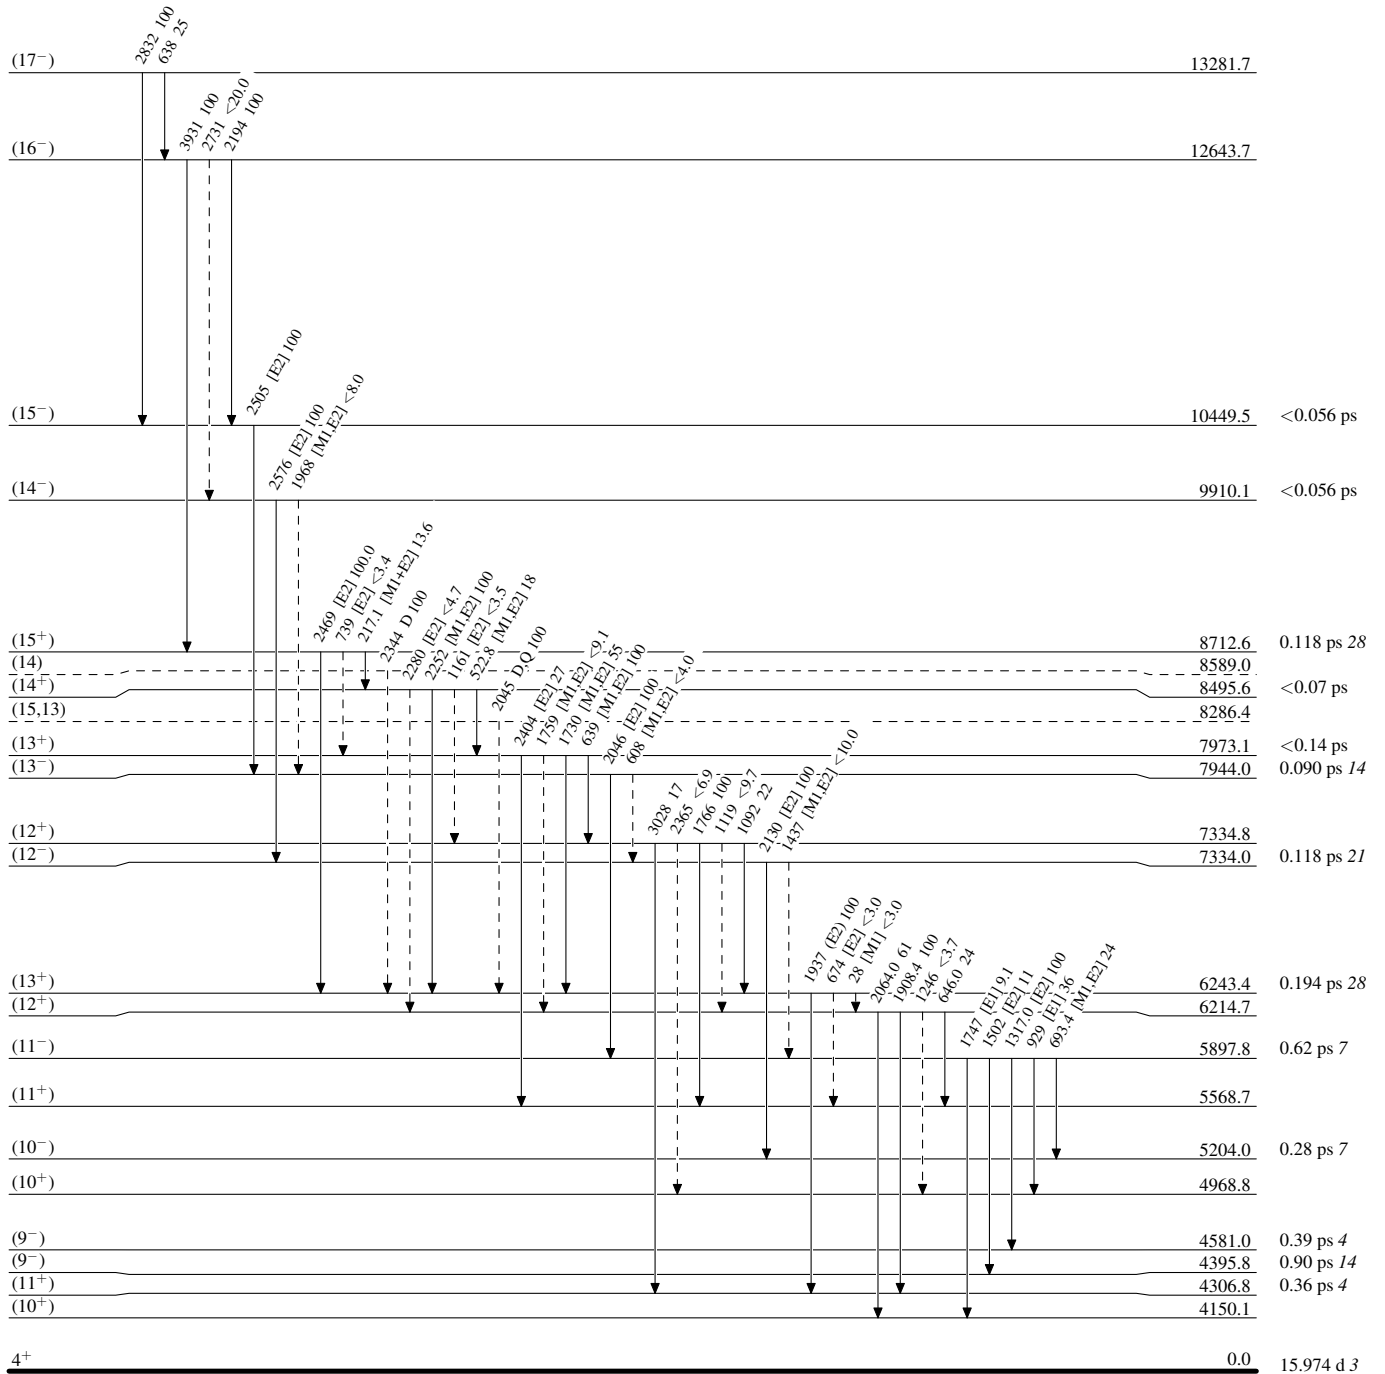 2832 100
638 25
(17⁻) 13281.7
3931 100
2731 <20.0
2194 100
(16⁻) 12643.7
2505 [E2] 100
(15⁻) 10449.5 <0.056 ps
2576 [E2] 100
1968 [M1,E2] <8.0
(14⁻) 9910.1 <0.056 ps
2469 [E2] 100.0
739 [E2] <3.4
217.1 [M1+E2] 13.6
(15⁺) 8712.6 0.118 ps 28
2344 D 100
(14) 8589.0
2280 [E2] <4.7
2252 [M1,E2] 100
1161 [E2] <3.5
522.8 [M1,E2] 18
(14⁺) 8495.6 <0.07 ps
2045 D,Q 100
(15,13) 8286.4
2404 [E2] 27
1759 [M1,E2] <9.1
1730 [M1,E2] 55
639 [M1,E2] 100
(13⁺) 7973.1 <0.14 ps
2046 [E2] 100
608 [M1,E2] <4.0
(13⁻) 7944.0 0.090 ps 14
3028 17
2365 <6.9
1766 100
1119 <9.7
1092 22
(12⁺) 7334.8
2130 [E2] 100
1437 [M1,E2] <10.0
(12⁻) 7334.0 0.118 ps 21
1937 (E2) 100
674 [E2] <3.0
28 [M1] <3.0
(13⁺) 6243.4 0.194 ps 28
2064.0 61
1908.4 100
1246 <3.7
646.0 24
(12⁺) 6214.7
1747 [E1] 9.1
1502 [E2] 11
1317.0 [E2] 100
929 [E1] 36
693.4 [M1,E2] 24
(11⁻) 5897.8 0.62 ps 7
(11⁺) 5568.7
(10⁻) 5204.0 0.28 ps 7
(10⁺) 4968.8
(9⁻) 4581.0 0.39 ps 4
(9⁻) 4395.8 0.90 ps 14
(11⁺) 4306.8 0.36 ps 4
(10⁺) 4150.1
4⁺ 0.0 15.974 d 3